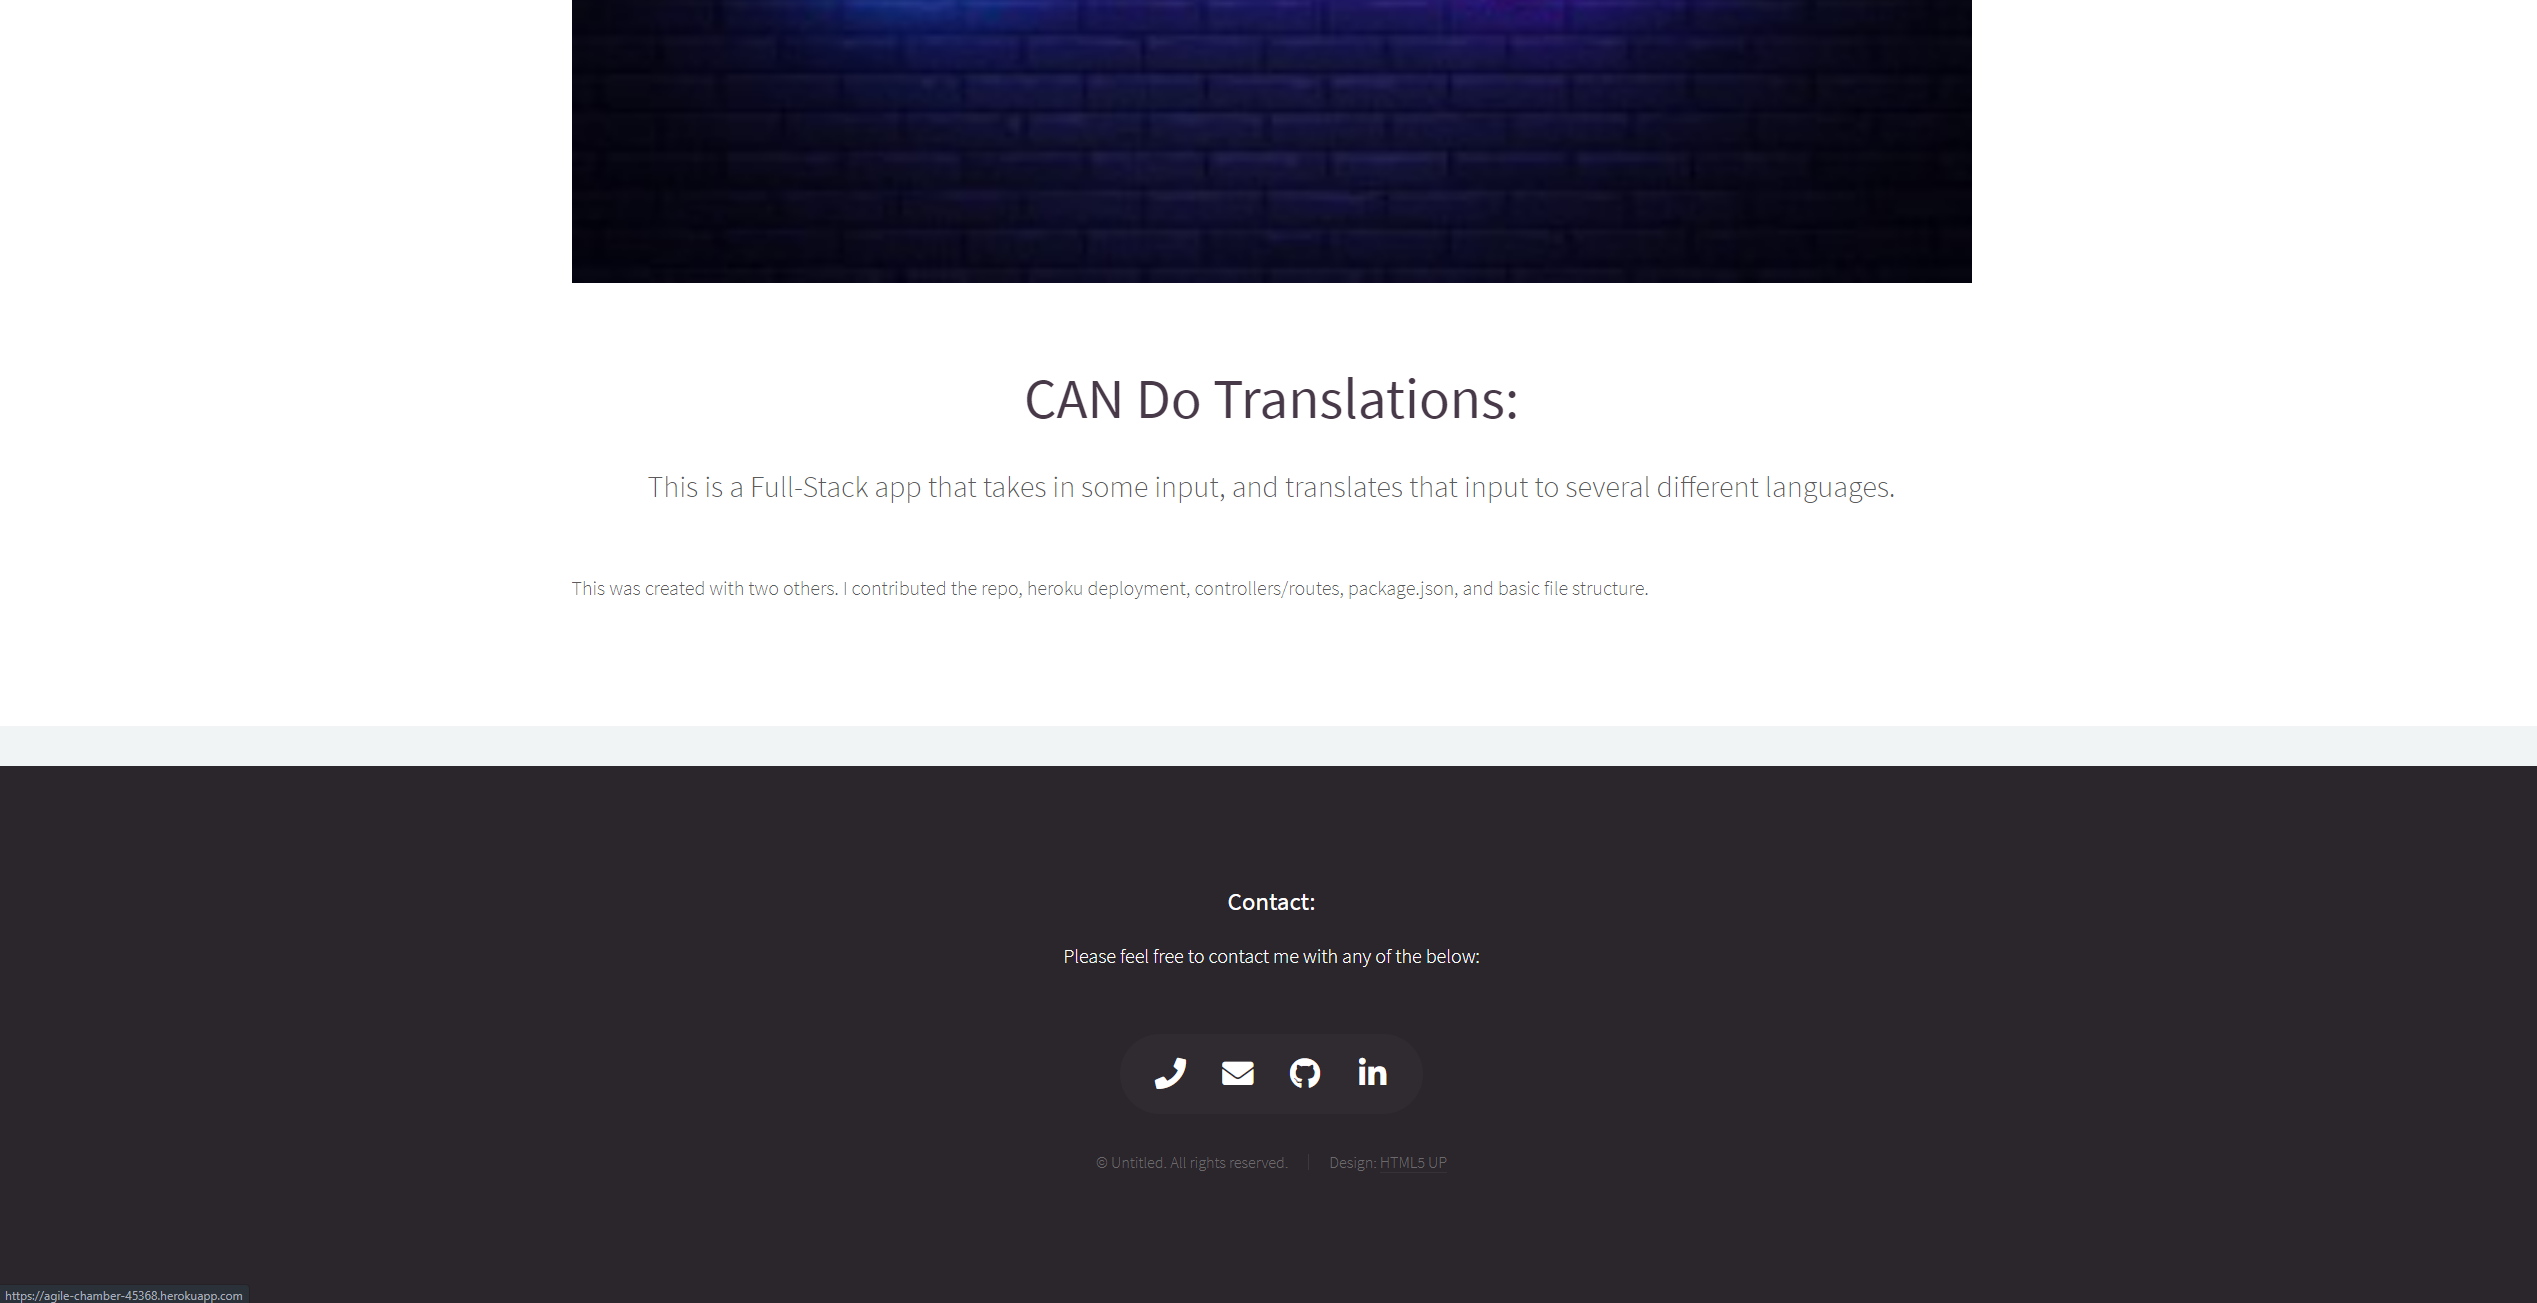 CAN Do Translations:
This is a Full-Stack app that takes in some input, and translates that input to several different languages.
This was created with two others. I contributed the repo, heroku deployment, controllers/routes, package.json, and basic file structure.
Contact:
Please feel free to contact me with any of the below:
© Untitled. All rights reserved. Design: HTML5 UP
https://agile-chamber-45368.herokuapp.com